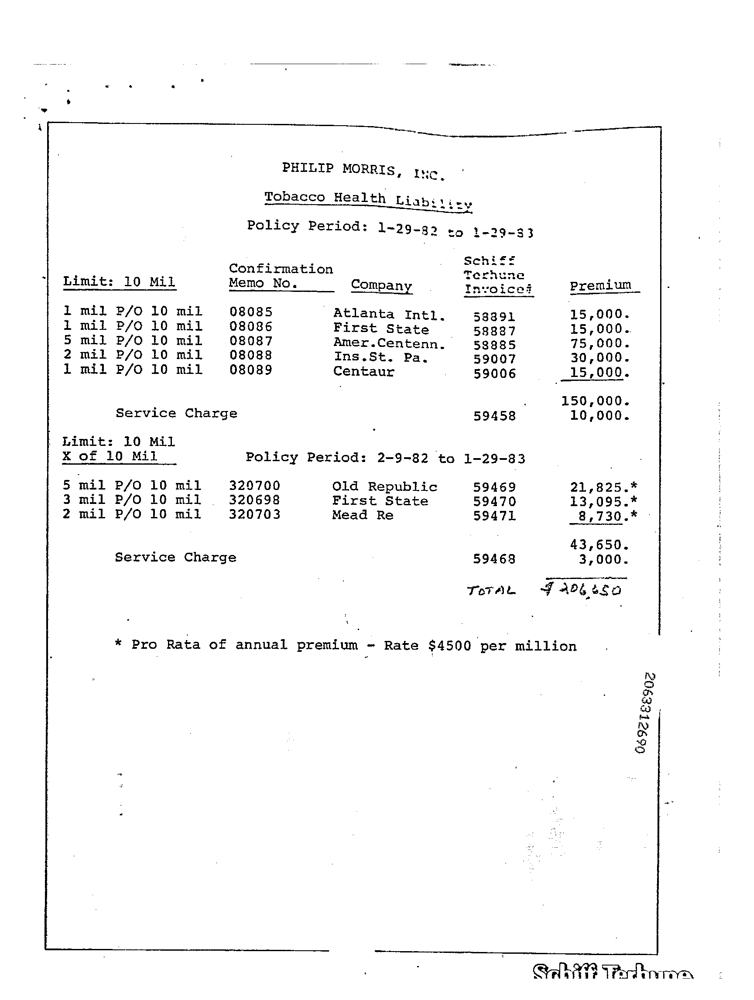 PHILIP MORRIS, INC.
Tobacco Health Liability
Policy Period: 1-29-82 to 1-29-83
Limit: 10 Mil Confirmation Memo No. Company Schiff Terhune Invoice# Premium
1 mil P/O 10 mil 08085 Atlanta Intl. 58891 15,000.
1 mil P/O 10 mil 08086 First State 58887 15,000.
5 mil P/O 10 mil 08087 Amer.Centenn. 58885 75,000.
2 mil P/O 10 mil 08088 Ins.St. Pa. 59007 30,000.
1 mil P/O 10 mil 08089 Centaur 59006 15,000.
150,000.
Service Charge 59458 10,000.
Limit: 10 Mil
X of 10 Mil Policy Period: 2-9-82 to 1-29-83
5 mil P/O 10 mil 320700 Old Republic 59469 21,825.*
3 mil P/O 10 mil 320698 First State 59470 13,095.*
2 mil P/O 10 mil 320703 Mead Re 59471 8,730.*
43,650.
Service Charge 59468 3,000.
TOTAL $ 206,650
* Pro Rata of annual premium - Rate $4500 per million
2063312690
Schiff Terhune